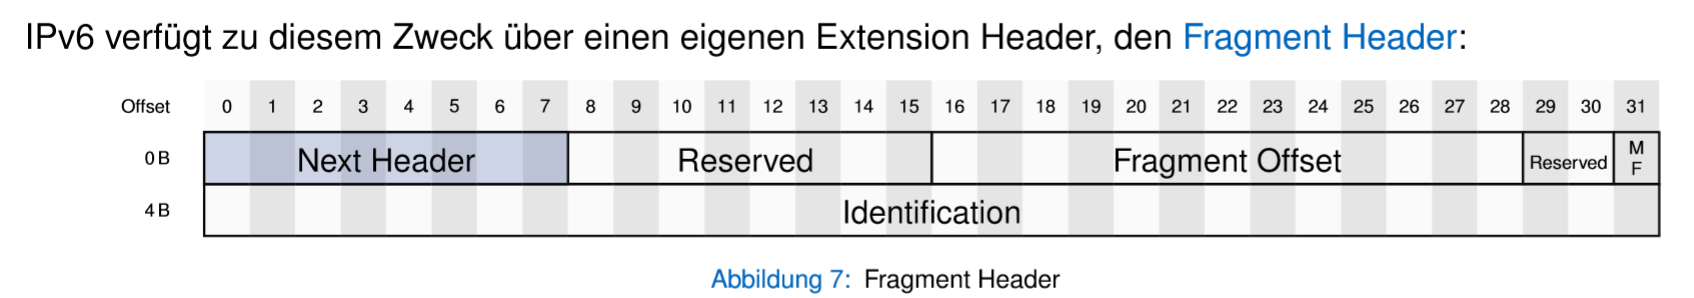 IPv6 verfügt zu diesem Zweck über einen eigenen Extension Header, den Fragment Header:
Offset 0 1 2 3 4 5 6 7 8 9 10 11 12 13 14 15 16 17 18 19 20 21 22 23 24 25 26 27 28 29 30 31
0 B Next Header Reserved Fragment Offset Reserved M F
4 B Identification
Abbildung 7: Fragment Header